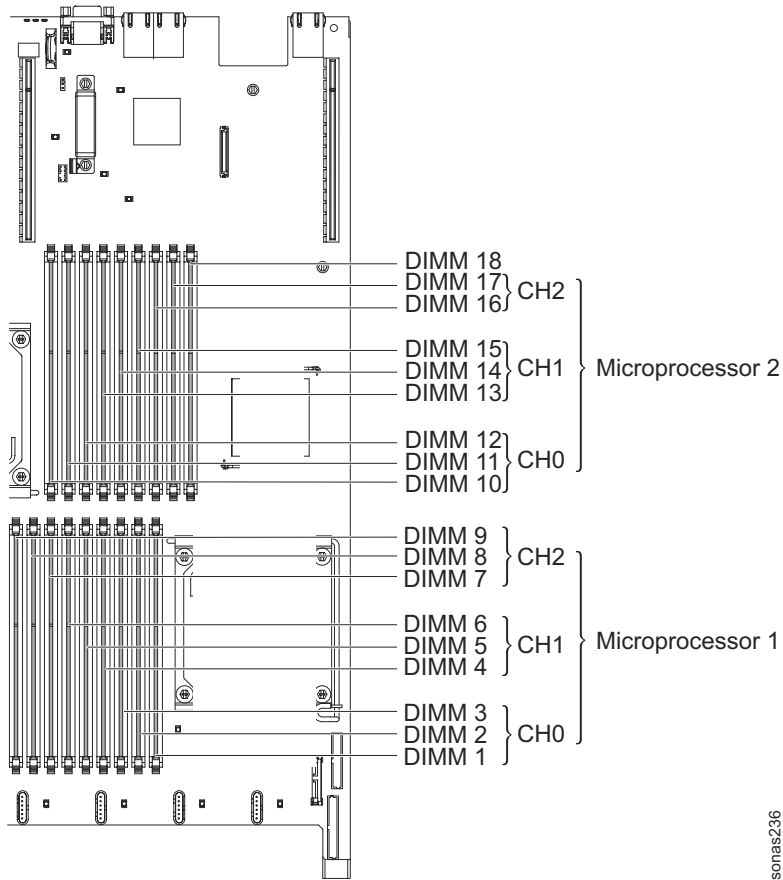 DIMM 18
DIMM 17
DIMM 16
CH2
DIMM 15
DIMM 14
DIMM 13
CH1
DIMM 12
DIMM 11
DIMM 10
CH0
Microprocessor 2
DIMM 9
DIMM 8
DIMM 7
CH2
DIMM 6
DIMM 5
DIMM 4
CH1
DIMM 3
DIMM 2
DIMM 1
CH0
Microprocessor 1
sonas236